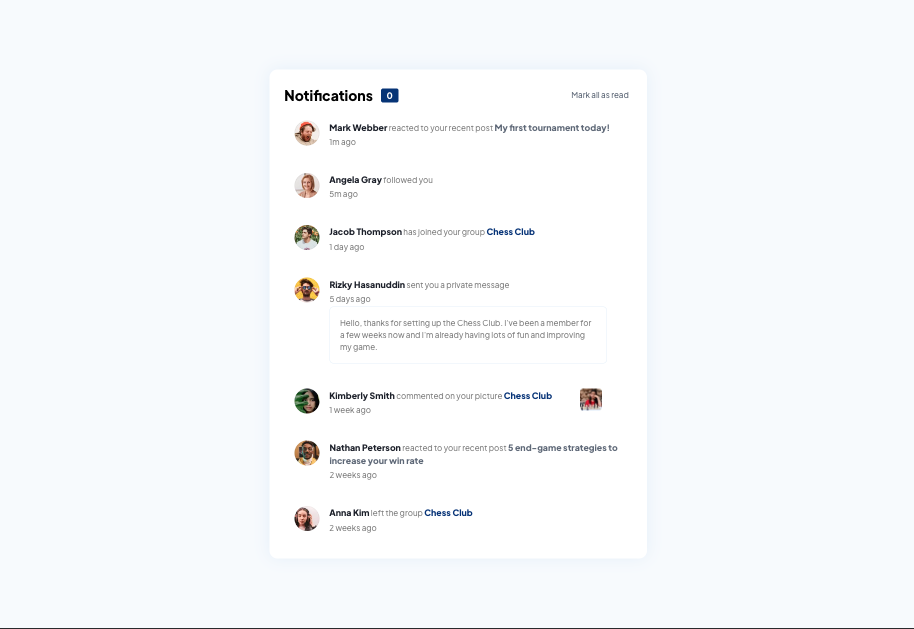 Notifications 0 Mark all as read
Mark Webber reacted to your recent post My first tournament today!
1m ago
Angela Gray followed you
5m ago
Jacob Thompson has joined your group Chess Club
1 day ago
Rizky Hasanuddin sent you a private message
5 days ago
Hello, thanks for setting up the Chess Club. I've been a member for
a few weeks now and I'm already having lots of fun and improving
my game.
Kimberly Smith commented on your picture Chess Club
1 week ago
Nathan Peterson reacted to your recent post 5 end-game strategies to
increase your win rate
2 weeks ago
Anna Kim left the group Chess Club
2 weeks ago